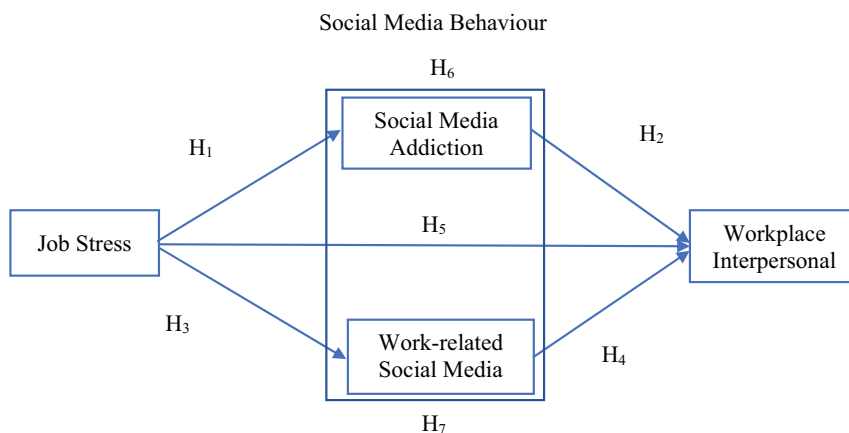 Social Media Behaviour
H₆
Social Media
Addiction
H₁
H₂
Job Stress
H₅
Workplace
Interpersonal
H₃
Work-related
Social Media
H₄
H₇